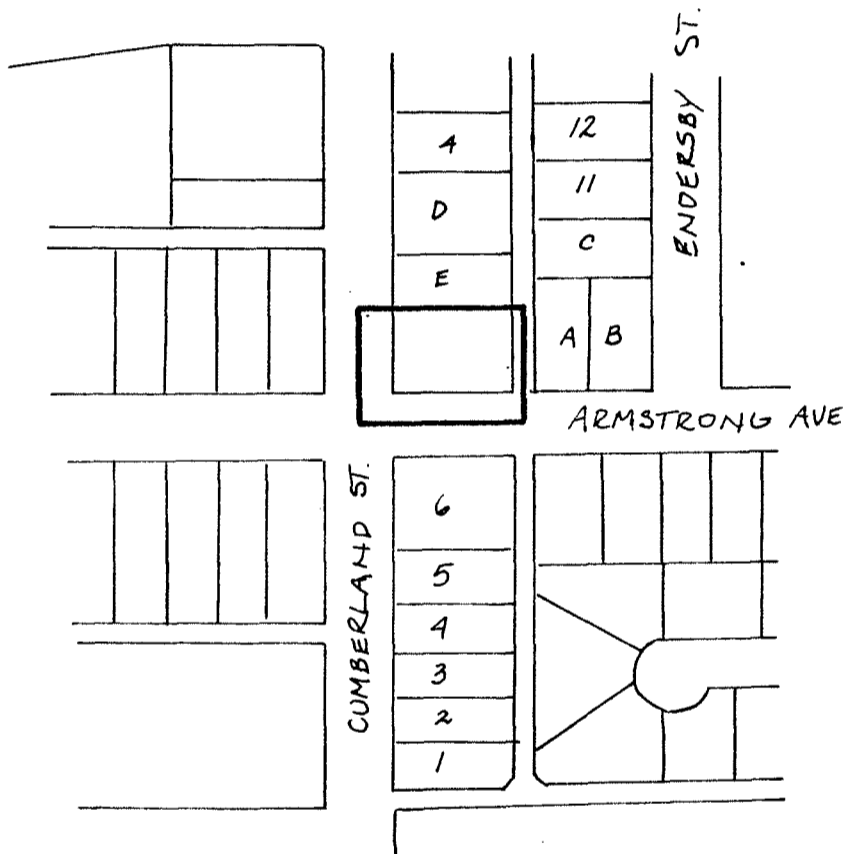 ENDERSBY ST.
4
D
E
12
11
C
A
B
ARMSTRONG AVE
CUMBERLAND ST.
6
5
4
3
2
1